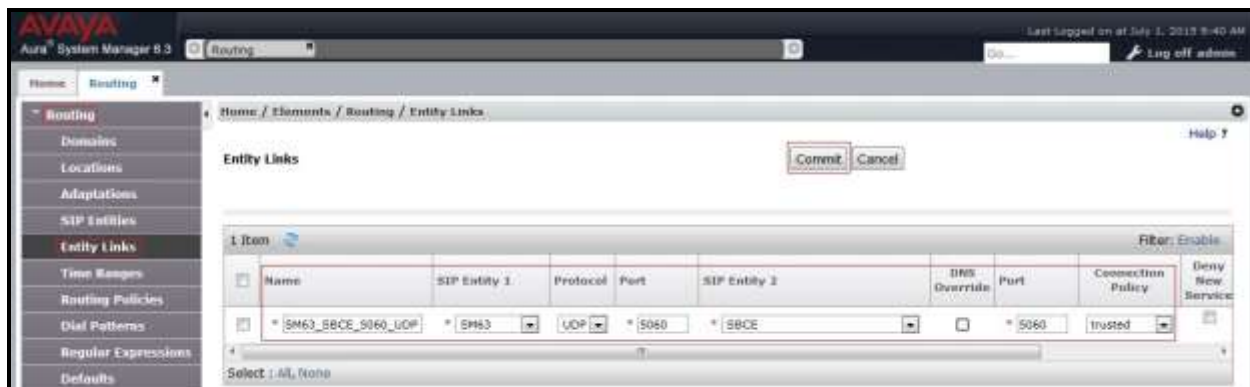 AVAYA
Aura® System Manager 6.3
Routing
Last Logged on at July 1, 2015 9:40 AM
Go...
Log off admin
Home
Routing
Routing
Domains
Locations
Adaptations
SIP Entities
Entity Links
Time Ranges
Routing Policies
Dial Patterns
Regular Expressions
Defaults
Home / Elements / Routing / Entity Links
Help ?
Entity Links
Commit Cancel
1 Item
Filter: Enable
Name SIP Entity 1 Protocol Port SIP Entity 2 DNS Override Port Connection Policy Deny New Service
* SM63_SBCE_5060_UDP * SM63 UDP * 5060 * SBCE * 5060 trusted
Select : All, None